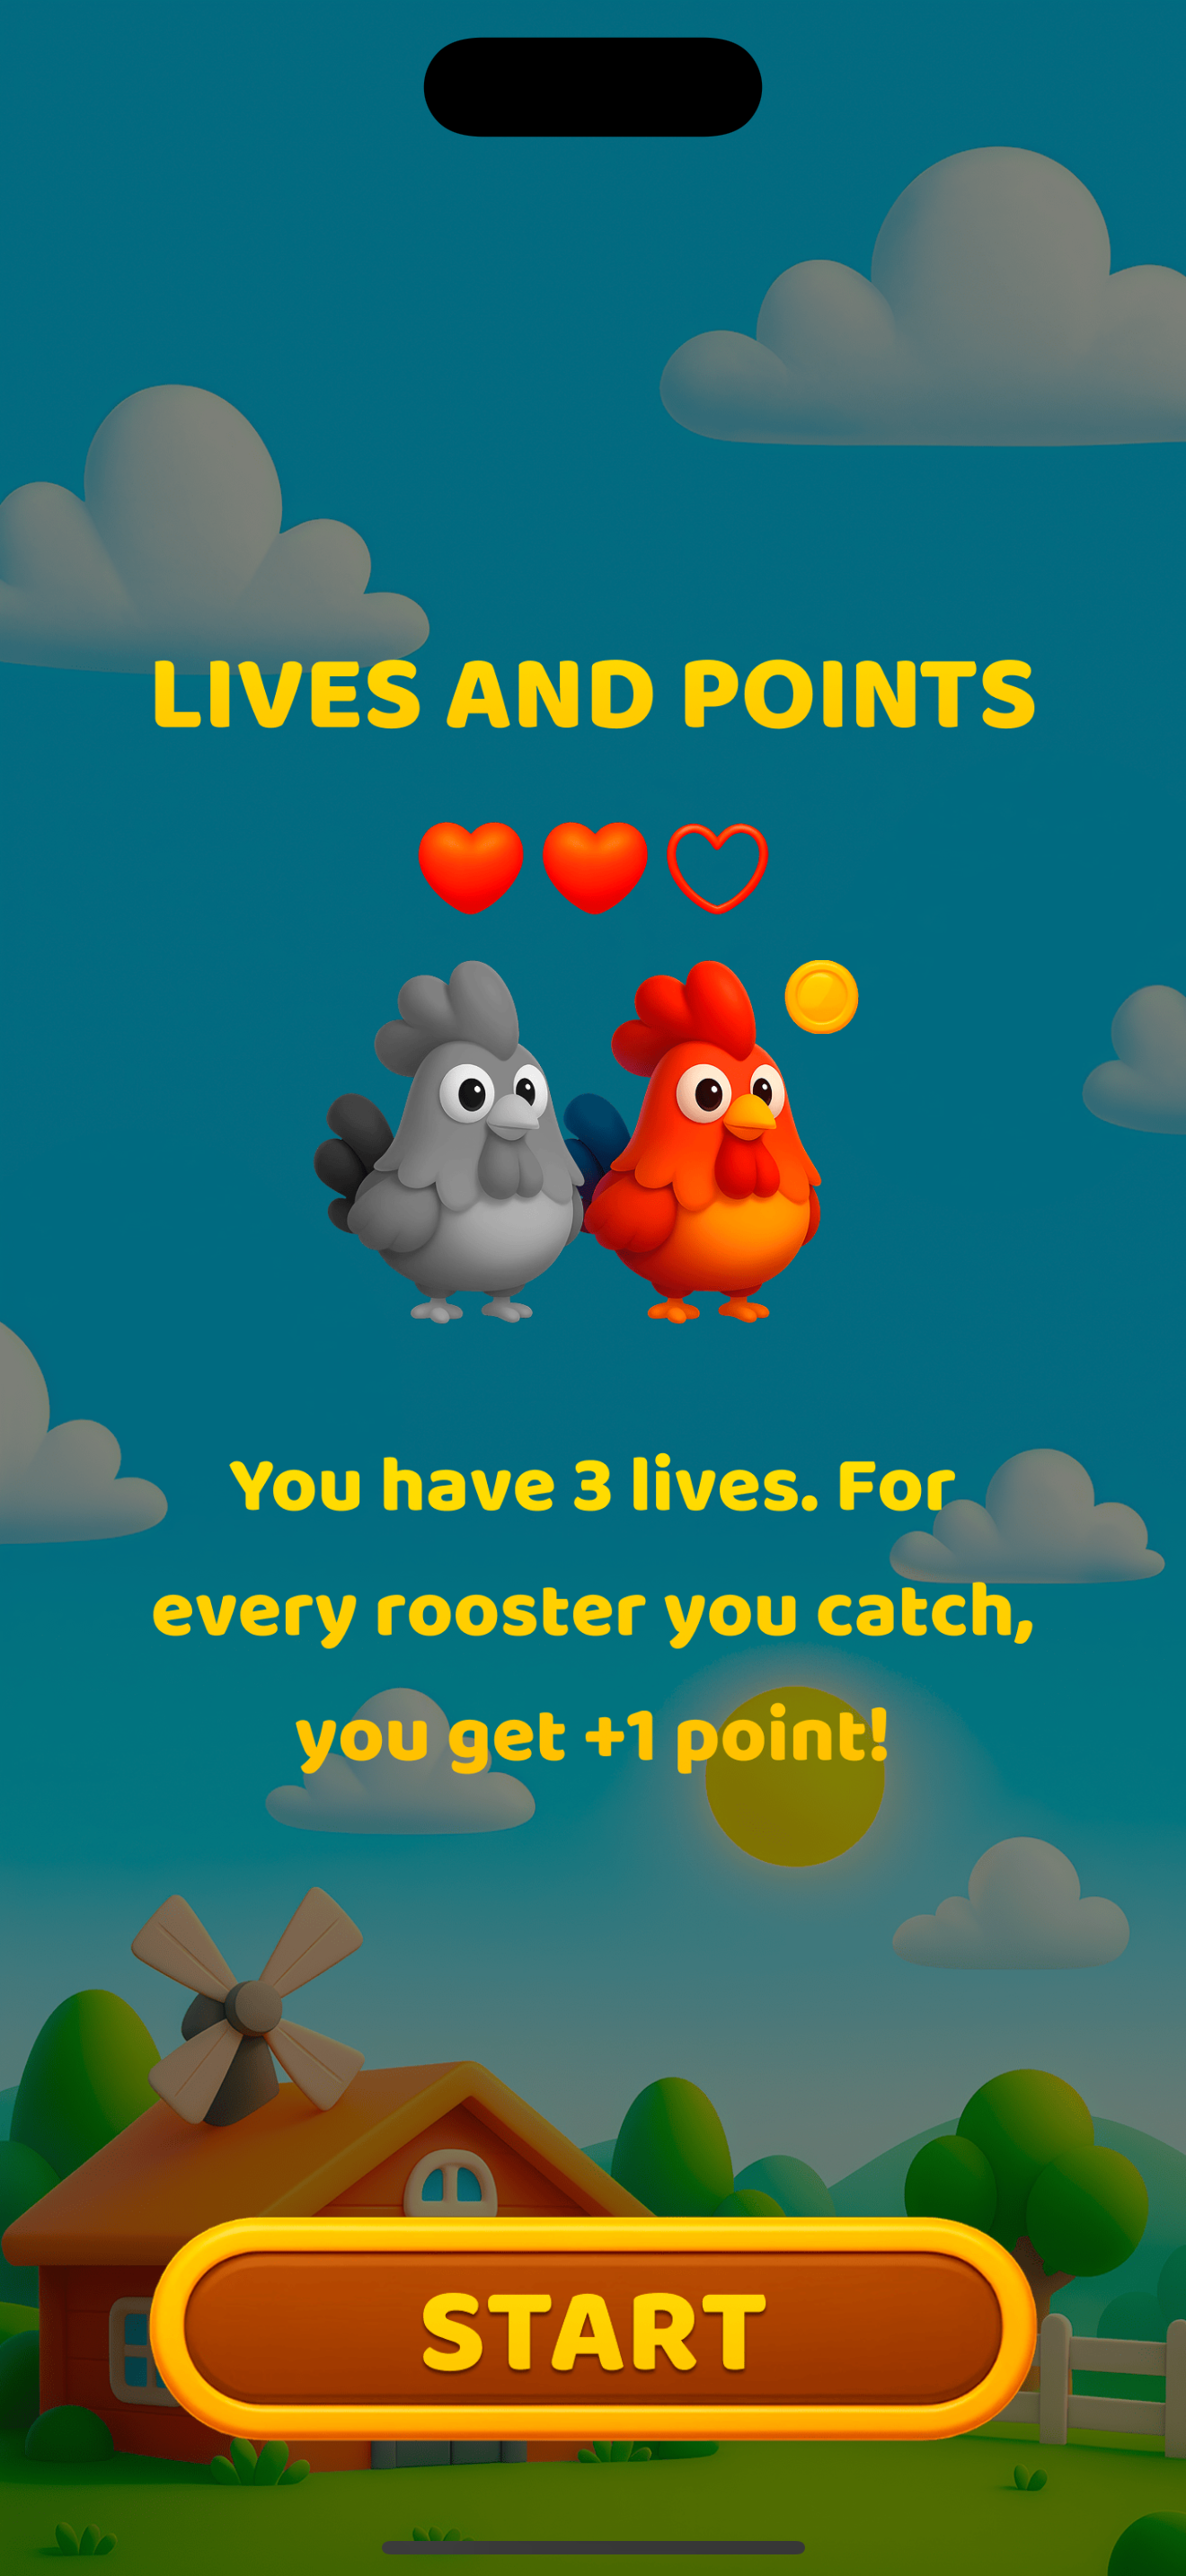 LIVES AND POINTS
You have 3 lives. For
every rooster you catch,
you get +1 point!
START